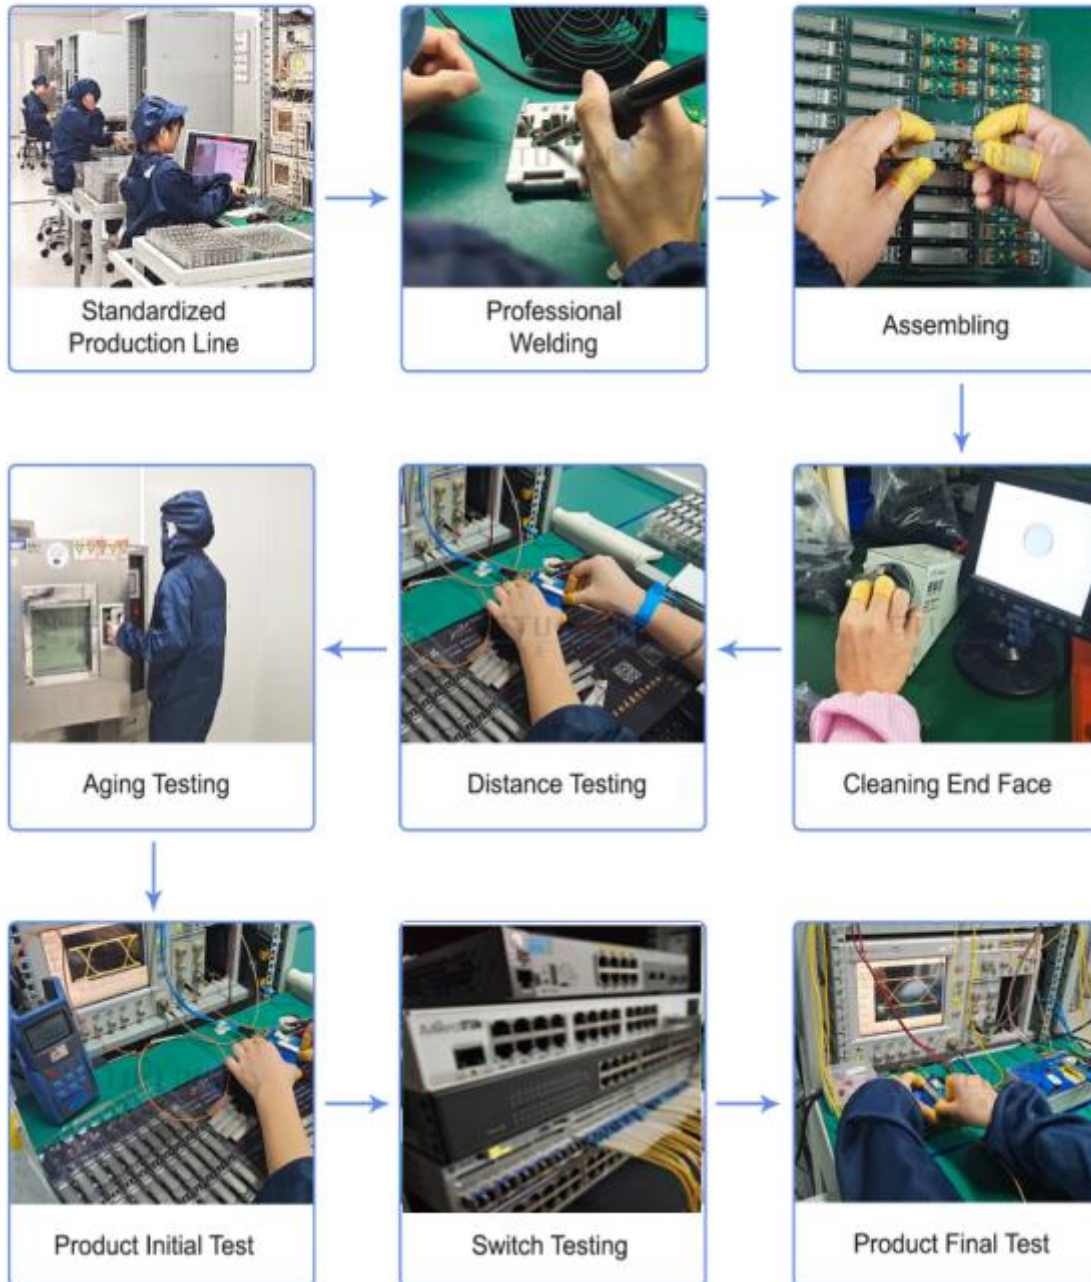 Standardized
Production Line
Professional
Welding
Assembling
Cleaning End Face
Distance Testing
Aging Testing
Product Initial Test
MikroTik
Switch Testing
Product Final Test